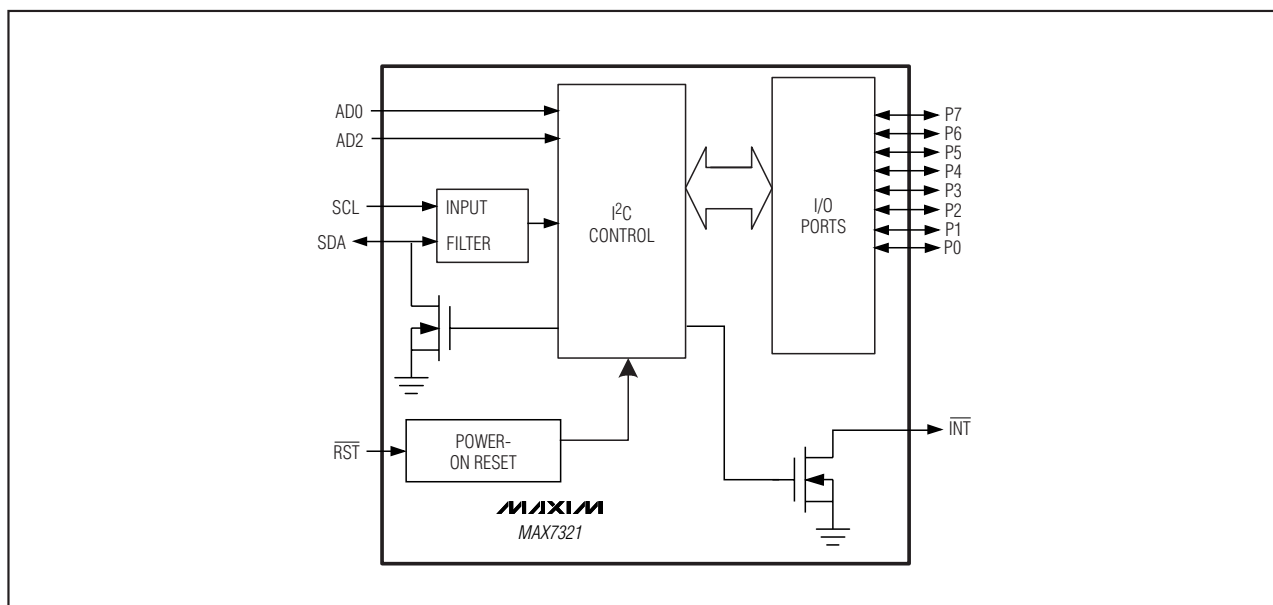 AD0
AD2
SCL
SDA
INPUT
FILTER
I²C
CONTROL
I/O
PORTS
P7
P6
P5
P4
P3
P2
P1
P0
RST
POWER-
ON RESET
INT
MAXIM
MAX7321